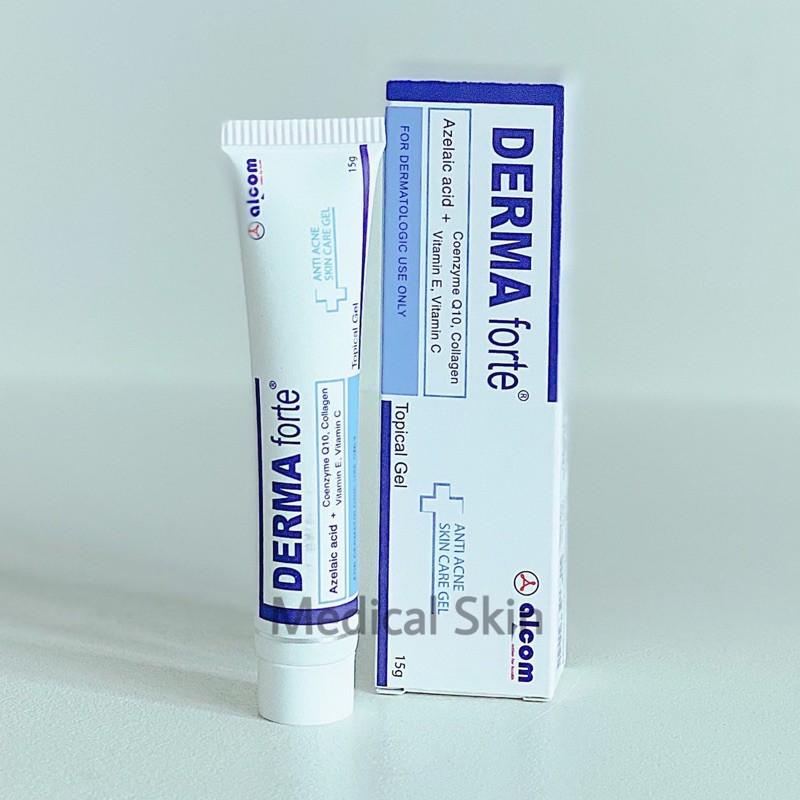 alcom
15g
ANTI ACNE
SKIN CARE GEL
Topical Gel
DERMA forte®
Azelaic acid + Coenzyme Q10, Collagen
Vitamin E, Vitamin C
DERMA forte®
Azelaic acid + Coenzyme Q10, Collagen
Vitamin E, Vitamin C
FOR DERMATOLOGIC USE ONLY
Topical Gel
ANTI ACNE
SKIN CARE GEL
alcom
15g
Medical Skin